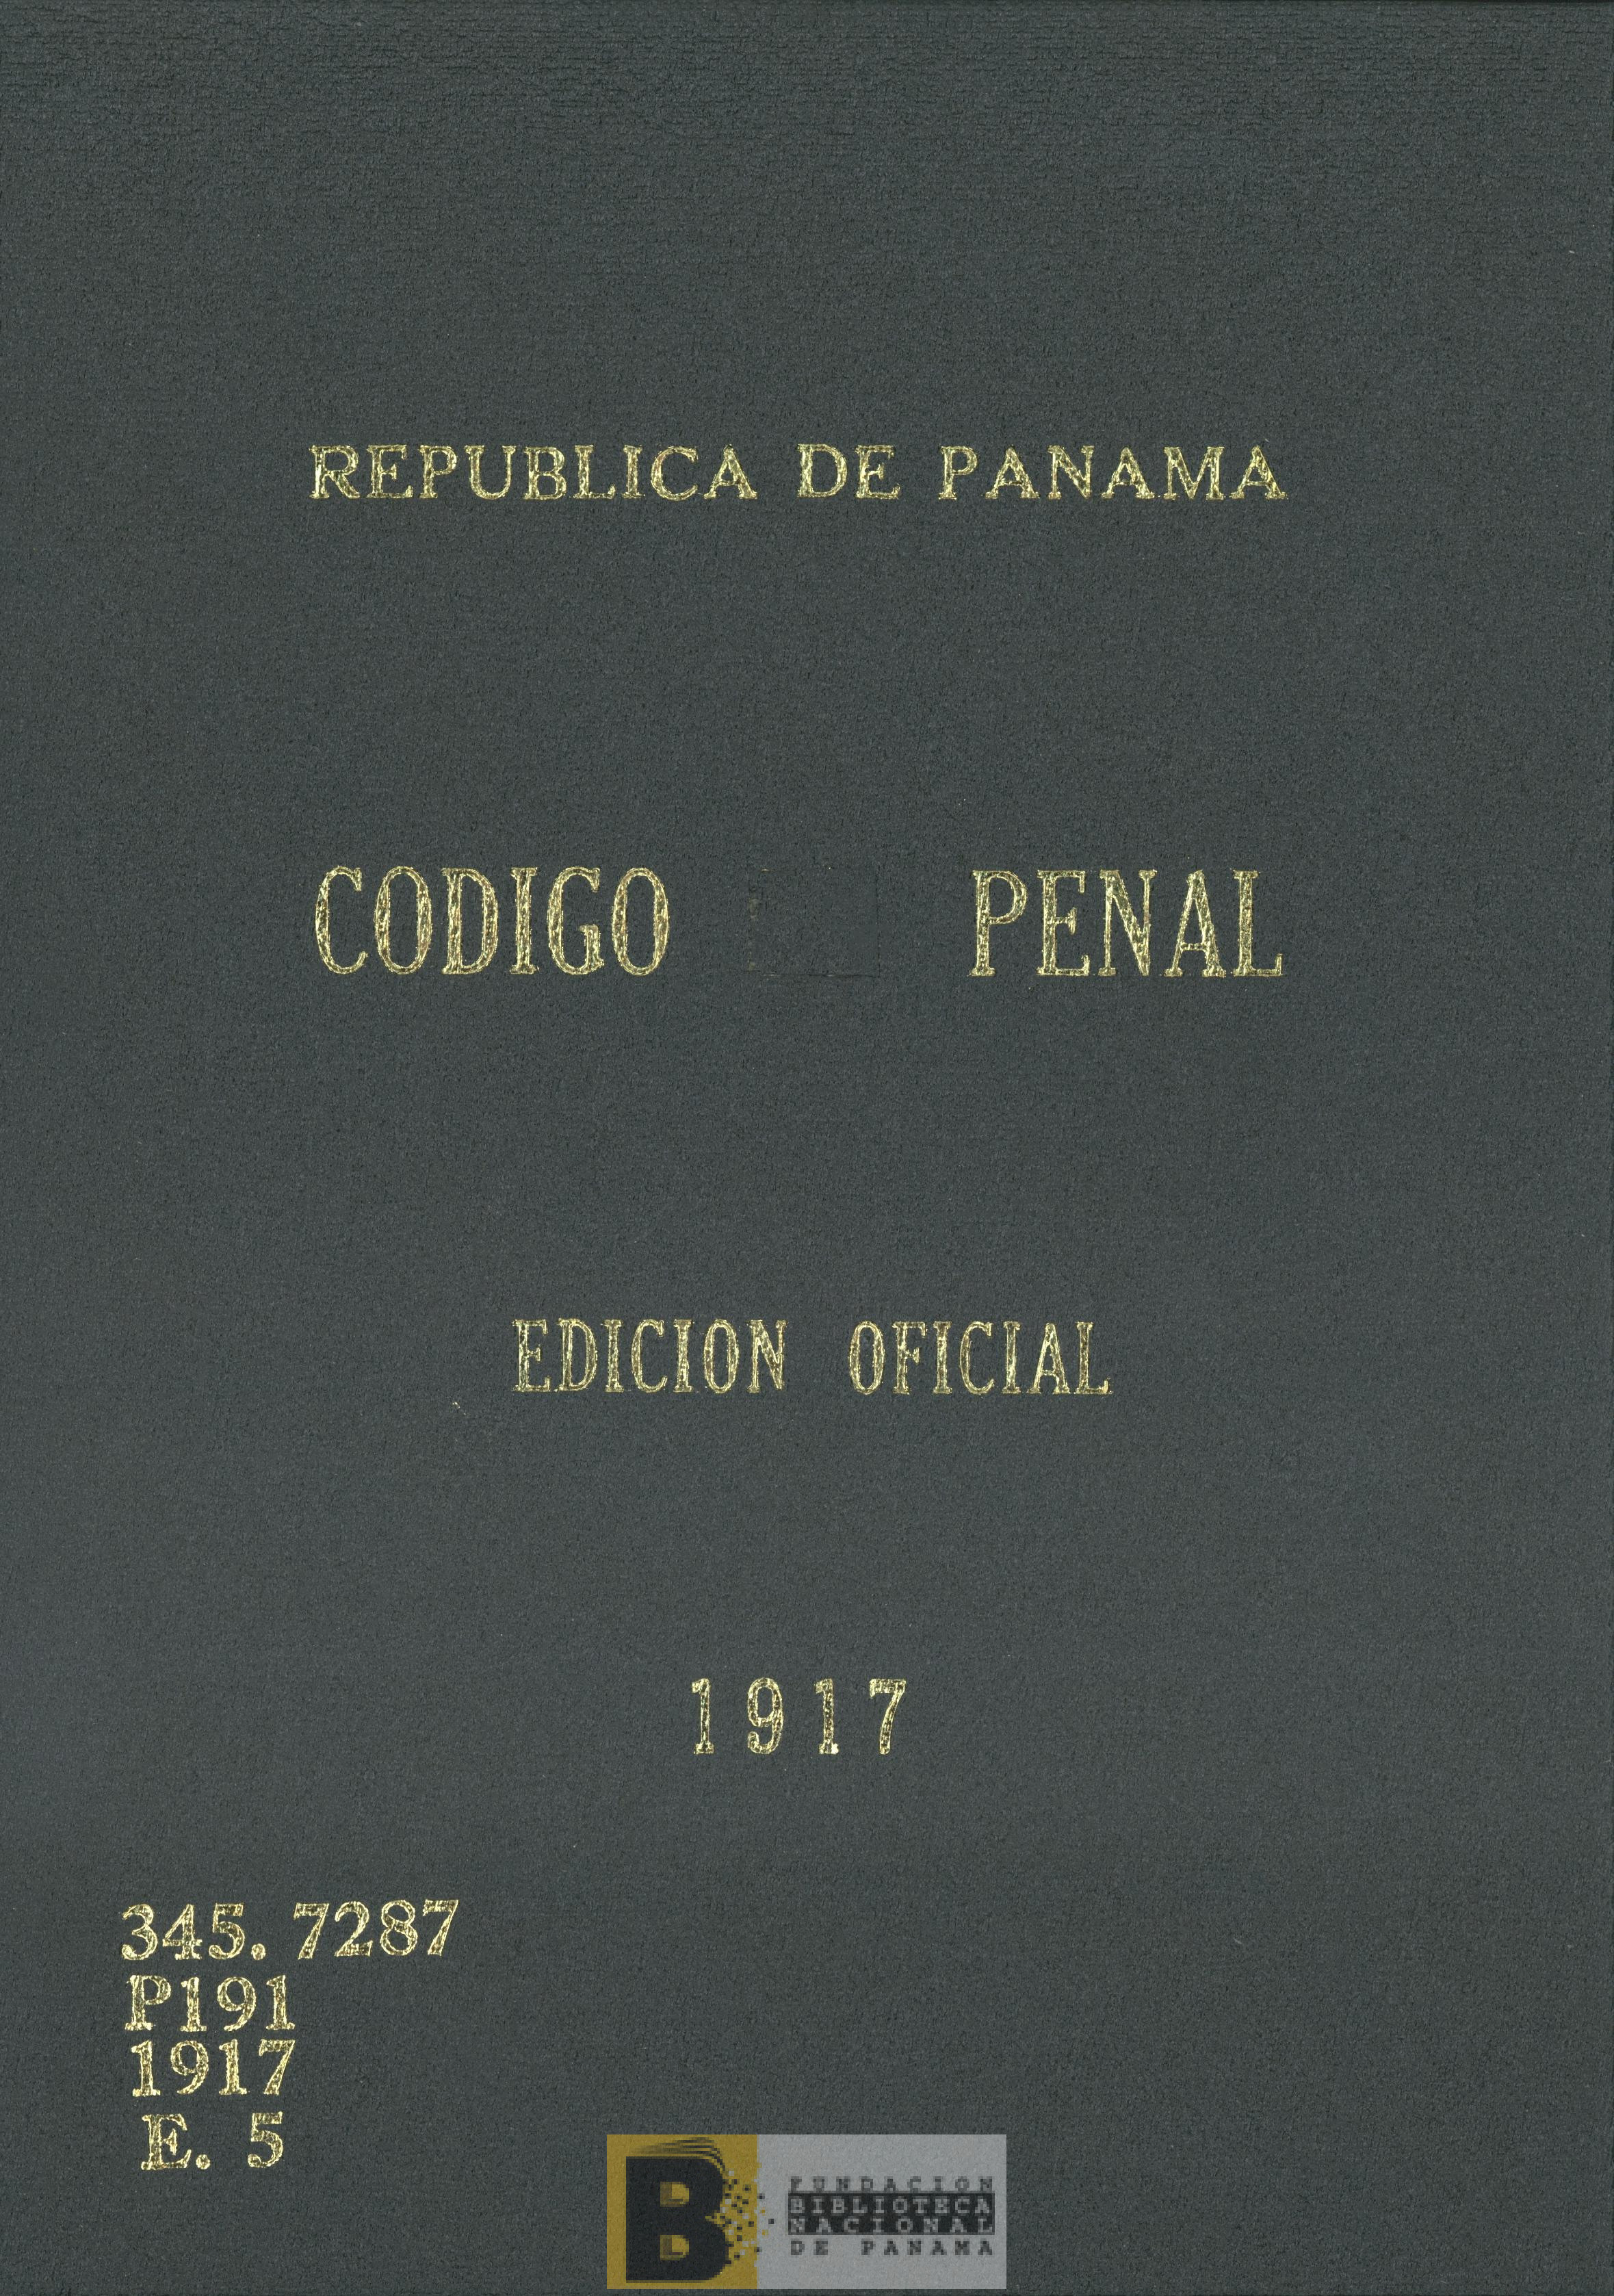 REPUBLICA DE PANAMA
CODIGO PENAL
EDICION OFICIAL
1917
345. 7287
P191
1917
E. 5
B
FUNDACION
BIBLIOTECA
NACIONAL
DE PANAMA